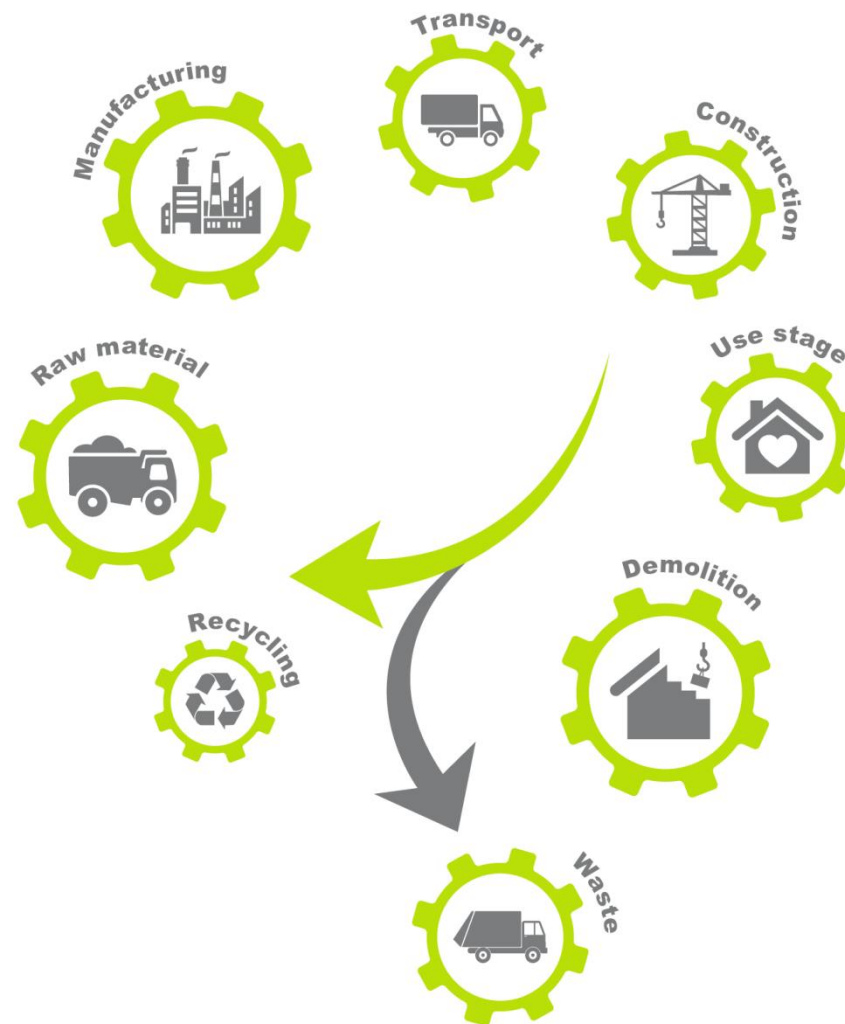 Transport
Manufacturing
Construction
Use stage
Raw material
Demolition
Recycling
Waste